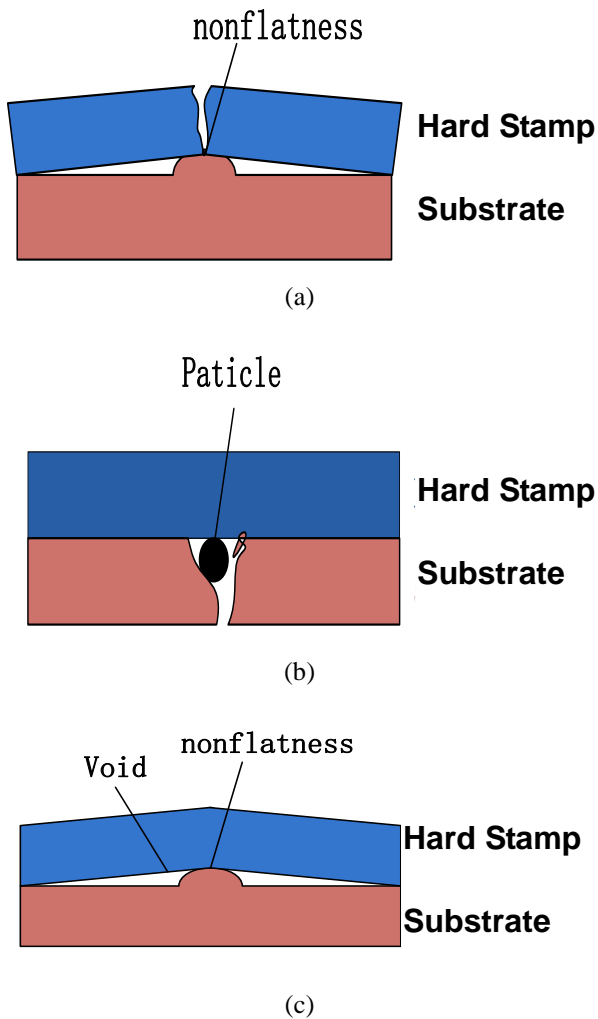 nonflatness
Hard Stamp
Substrate
(a)
Paticle
Hard Stamp
Substrate
(b)
nonflatness
Void
Hard Stamp
Substrate
(c)